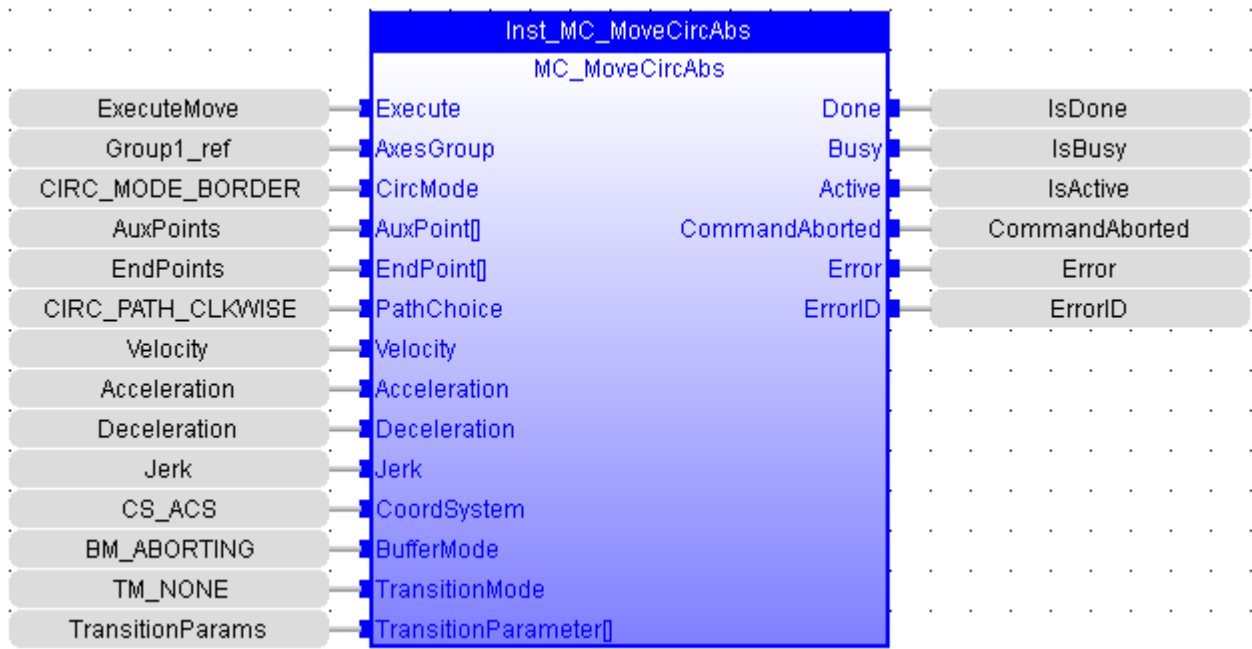 Inst_MC_MoveCircAbs
MC_MoveCircAbs
ExecuteMove Execute Done IsDone
Group1_ref AxesGroup Busy IsBusy
CIRC_MODE_BORDER CircMode Active IsActive
AuxPoints AuxPoint[] CommandAborted CommandAborted
EndPoints EndPoint[] Error Error
CIRC_PATH_CLKWISE PathChoice ErrorID ErrorID
Velocity Velocity
Acceleration Acceleration
Deceleration Deceleration
Jerk Jerk
CS_ACS CoordSystem
BM_ABORTING BufferMode
TM_NONE TransitionMode
TransitionParams TransitionParameter[]